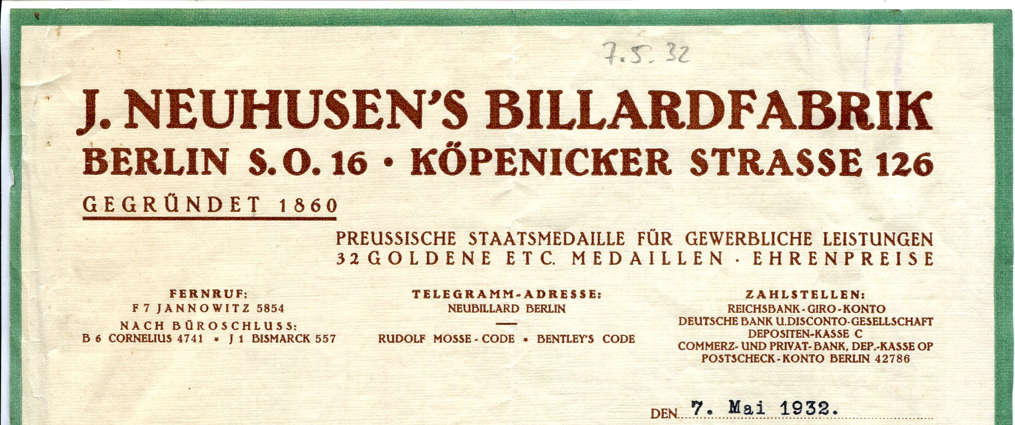 7.5.32
J. NEUHUSEN'S BILLARDFABRIK
BERLIN S.O. 16 • KÖPENICKER STRASSE 126
GEGRÜNDET 1860
PREUSSISCHE STAATSMEDAILLE FÜR GEWERBLICHE LEISTUNGEN
32 GOLDENE ETC. MEDAILLEN · EHRENPREISE
FERNRUF:
F 7 JANNOWITZ 5854
NACH BÜROSCHLUSS:
B 6 CORNELIUS 4741 • J 1 BISMARCK 557
TELEGRAMM-ADRESSE:
NEUBILLARD BERLIN
RUDOLF MOSSE-CODE • BENTLEY'S CODE
ZAHLSTELLEN:
REICHSBANK-GIRO-KONTO
DEUTSCHE BANK U. DISCONTO-GESELLSCHAFT
DEPOSITEN-KASSE C
COMMERZ- UND PRIVAT-BANK, DEP.-KASSE OP
POSTSCHECK-KONTO BERLIN 42786
DEN 7. Mai 1932.